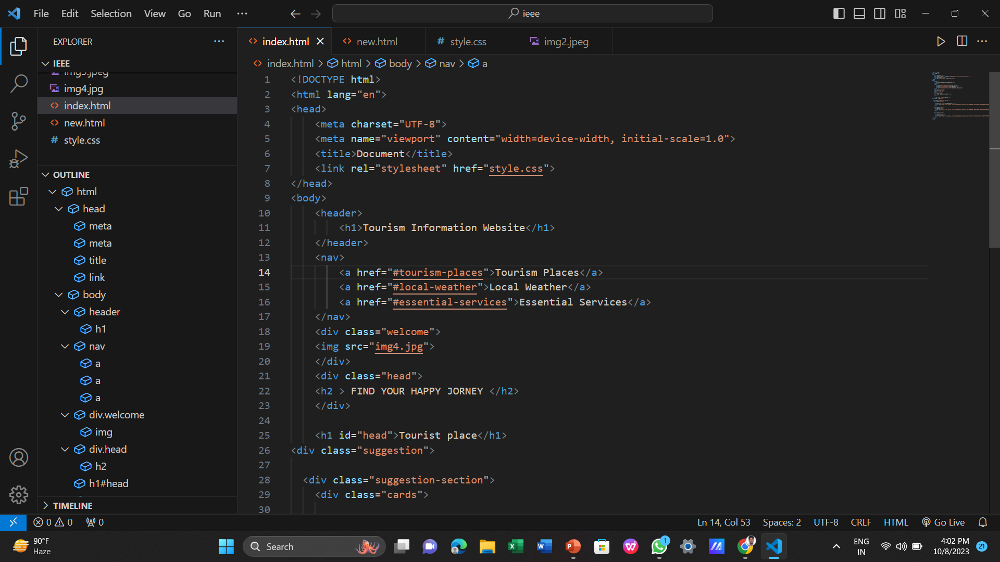 File Edit Selection View Go Run ··· ieee
EXPLORER ···
IEEE
img3.jpeg
img4.jpg
index.html
new.html
# style.css
OUTLINE
html
head
meta
meta
title
link
body
header
h1
nav
a
a
a
div.welcome
img
div.head
h2
h1#head
TIMELINE
index.html new.html # style.css img2.jpeg
index.html > html > body > nav > a
1 <!DOCTYPE html>
2 <html lang="en">
3 <head>
4 <meta charset="UTF-8">
5 <meta name="viewport" content="width=device-width, initial-scale=1.0">
6 <title>Document</title>
7 <link rel="stylesheet" href="style.css">
8 </head>
9 <body>
10 <header>
11 <h1>Tourism Information Website</h1>
12 </header>
13 <nav>
14 <a href="#tourism-places">Tourism Places</a>
15 <a href="#local-weather">Local Weather</a>
16 <a href="#essential-services">Essential Services</a>
17 </nav>
18 <div class="welcome">
19 <img src="img4.jpg">
20 </div>
21 <div class="head">
22 <h2 > FIND YOUR HAPPY JORNEY </h2>
23 </div>
24
25 <h1 id="head">Tourist place</h1>
26 <div class="suggestion">
27
28 <div class="suggestion-section">
29 <div class="cards">
30
0 0 0 Ln 14, Col 53 Spaces: 2 UTF-8 CRLF HTML Go Live
90°F
Haze
Search
1
ENG
IN
4:02 PM
10/8/2023
21